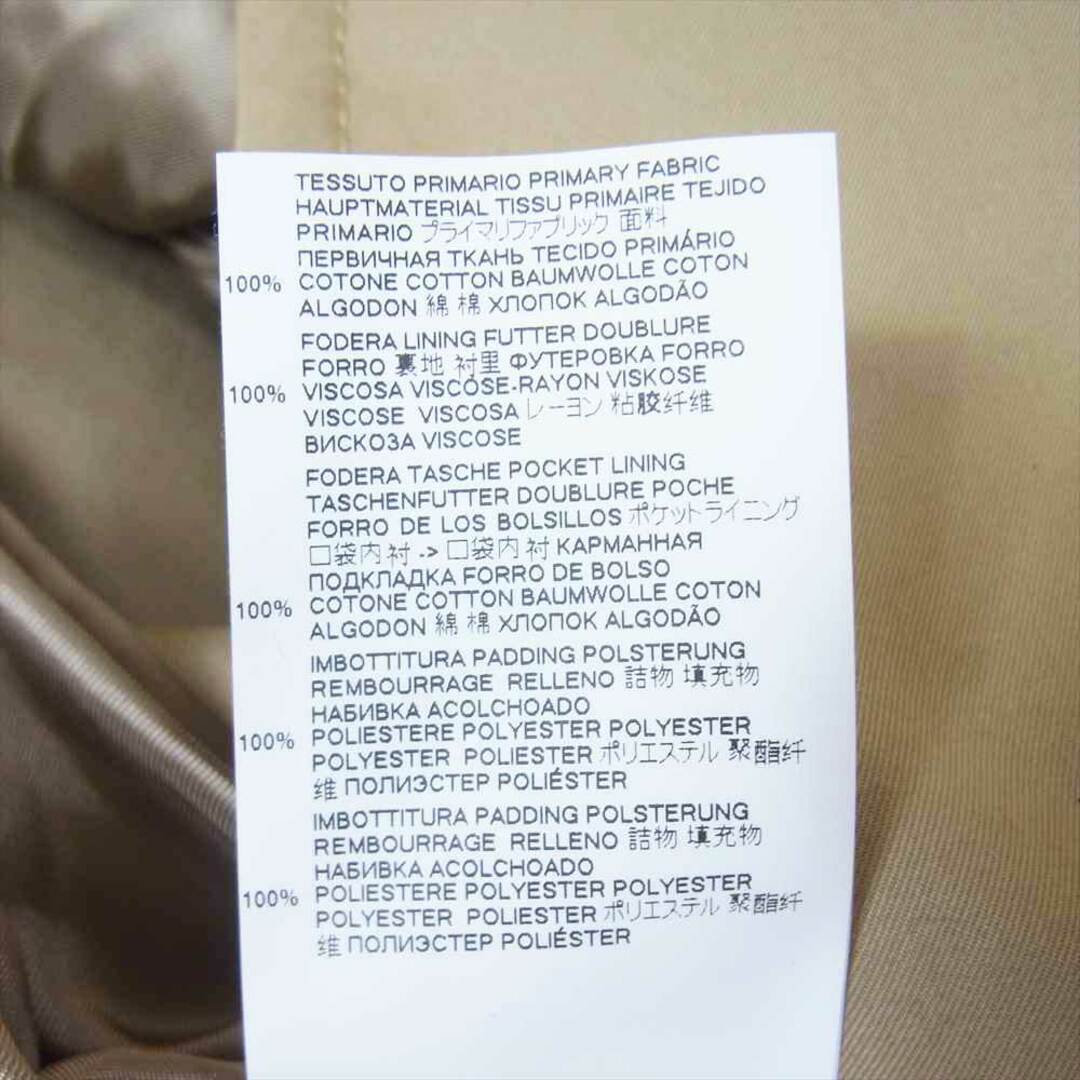 TESSUTO PRIMARIO PRIMARY FABRIC
HAUPTMATERIAL TISSU PRIMAIRE TEJIDO
PRIMARIO プライマリファブリック 面料
ПЕРВИЧНАЯ ТКАНЬ TECIDO PRIMÁRIO
100% COTONE COTTON BAUMWOLLE COTON
ALGODON 綿 棉 ХЛОПОК ALGODÃO
FODERA LINING FUTTER DOUBLURE
FORRO 裏地 衬里 ФУТЕРОВКА FORRO
100% VISCOSA VISCOSE-RAYON VISKOSE
VISCOSE VISCOSA レーヨン 粘胶纤维
ВИСКОЗА VISCOSE
FODERA TASCHE POCKET LINING
TASCHENFUTTER DOUBLURE POCHE
FORRO DE LOS BOLSILLOS ポケットライニング
口袋内衬 -> 口袋内衬 КАРМАННАЯ
ПОДКЛАДКА FORRO DE BOLSO
100% COTONE COTTON BAUMWOLLE COTON
ALGODON 綿 棉 ХЛОПОК ALGODÃO
IMBOTTITURA PADDING POLSTERUNG
REMBOURRAGE RELLENO 詰物 填充物
НАБИВКА ACOLCHOADO
100% POLIESTERE POLYESTER POLYESTER
POLYESTER POLIESTER ポリエステル 聚酯纤
维 ПОЛИЭСТЕР POLIÉSTER
IMBOTTITURA PADDING POLSTERUNG
REMBOURRAGE RELLENO 詰物 填充物
НАБИВКА ACOLCHOADO
100% POLIESTERE POLYESTER POLYESTER
POLYESTER POLIESTER ポリエステル 聚酯纤
维 ПОЛИЭСТЕР POLIÉSTER